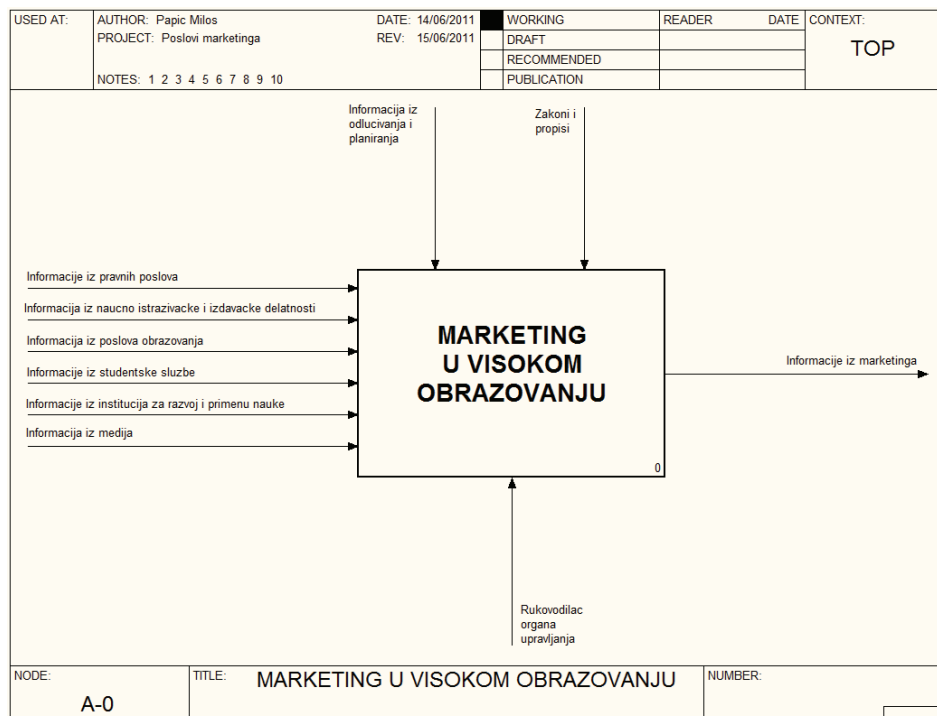 USED AT:
AUTHOR: Papic Milos
DATE: 14/06/2011
PROJECT: Poslovi marketinga
REV: 15/06/2011
NOTES: 1 2 3 4 5 6 7 8 9 10
WORKING
DRAFT
RECOMMENDED
PUBLICATION
READER DATE
CONTEXT:
TOP
Informacija iz
odlucivanja i
planiranja
Zakoni i
propisi
Informacije iz pravnih poslova
Informacija iz naucno istrazivacke i izdavacke delatnosti
Informacija iz poslova obrazovanja
Informacije iz studentske sluzbe
Informacije iz institucija za razvoj i primenu nauke
Informacija iz medija
MARKETING
U VISOKOM
OBRAZOVANJU
0
Informacije iz marketinga
Rukovodilac
organa
upravljanja
NODE:
A-0
TITLE:
MARKETING U VISOKOM OBRAZOVANJU
NUMBER: